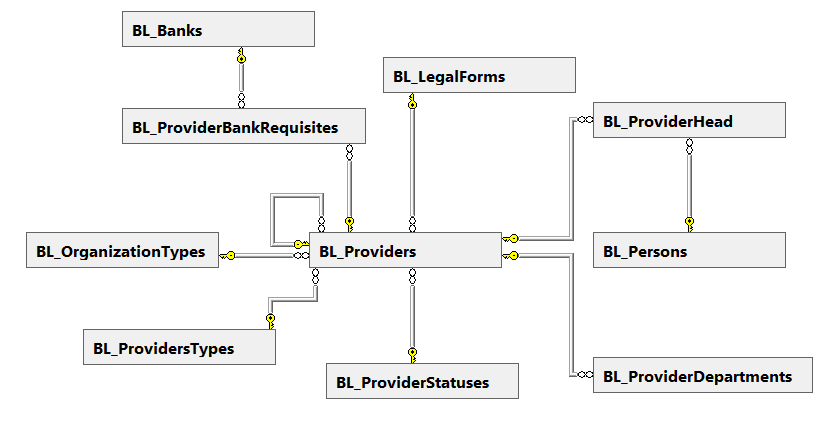 BL_Banks
BL_LegalForms
BL_ProviderBankRequisites
BL_ProviderHead
BL_OrganizationTypes
BL_Providers
BL_Persons
BL_ProvidersTypes
BL_ProviderStatuses
BL_ProviderDepartments